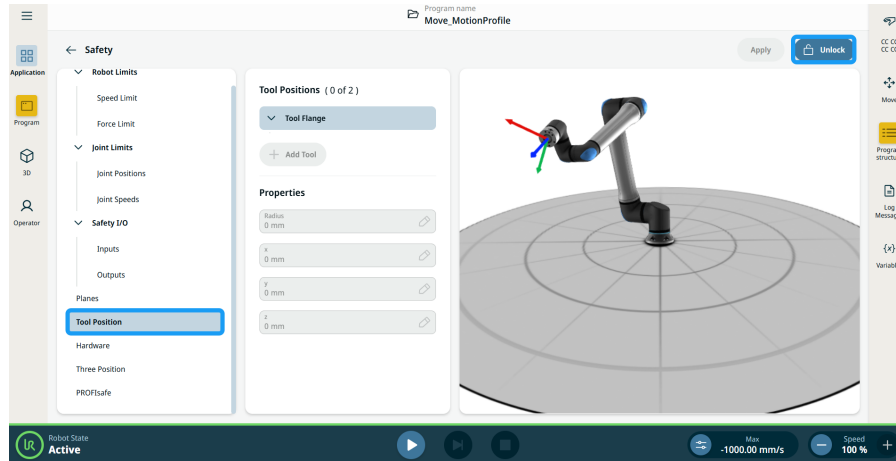 Program name
Move_MotionProfile
Application
Program
3D
Operator
Safety
Apply
Unlock
Robot Limits
Speed Limit
Force Limit
Joint Limits
Joint Positions
Joint Speeds
Safety I/O
Inputs
Outputs
Planes
Tool Position
Hardware
Three Position
PROFIsafe
Tool Positions ( 0 of 2 )
Tool Flange
Add Tool
Properties
Radius
0 mm
x
0 mm
y
0 mm
z
0 mm
Move
Log
{x}
UR
Robot State
Active
Max
-1000.00 mm/s
Speed
100 %